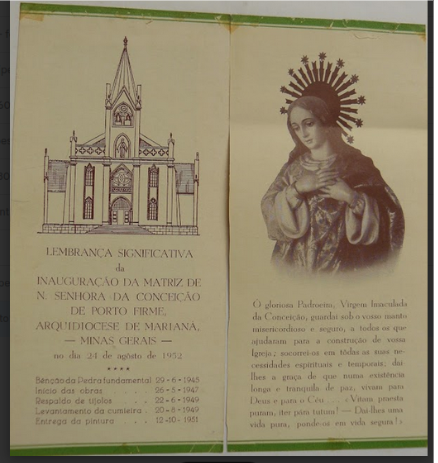 LEMBRANÇA SIGNIFICATIVA
da
INAUGURAÇÃO DA MATRIZ DE
N. SENHORA DA CONCEIÇÃO
DE PORTO FIRME,
ARQUIDIOCESE DE MARIANA,
— MINAS GERAIS —
no dia 24 de agôsto de 1952
Bênção da Pedra fundamental 29-6-1945
Início das obras . . . . 26-5-1947
Respaldo de tijolos . . . 22-6-1949
Levantamento da cumieira . 20-8-1949
Entrega da pintura . . . 12-10-1951
Ó gloriosa Padroeira, Virgem Imaculada
da Conceição, guardai sob o vosso manto
misericordioso e seguro, a todos os que
ajudaram para a construção de vossa
Igreja; socorrei-os em tôdas as suas ne-
cessidades espirituais e temporais; dai
lhes a graça de que numa existência
longa e tranquila de paz, vivam para
Deus e para o Céu . . . «Vitam praesta
puram, iter para tutum! — Dai-lhes uma
vida pura, ponde-os em vida segura!»